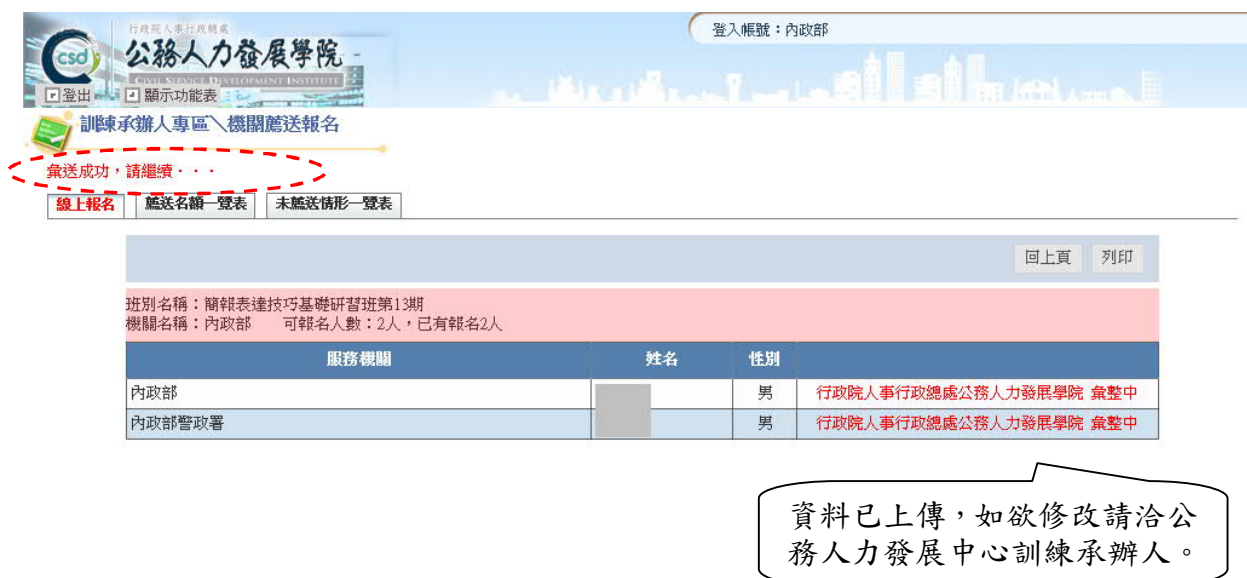 行政院人事行政總處
登入帳號：內政部
csd
公務人力發展學院
CIVIL SERVICE DEVELOPMENT INSTITUTE
登出
顯示功能表
訓練承辦人專區＼機關薦送報名
彙送成功，請繼續・・・
線上報名 薦送名額一覽表 未薦送情形一覽表
回上頁 列印
班別名稱：簡報表達技巧基礎研習班第13期
機關名稱：內政部 可報名人數：2人，已有報名2人
服務機關 姓名 性別
內政部 男 行政院人事行政總處公務人力發展學院 彙整中
內政部警政署 男 行政院人事行政總處公務人力發展學院 彙整中
資料已上傳，如欲修改請洽公
務人力發展中心訓練承辦人。